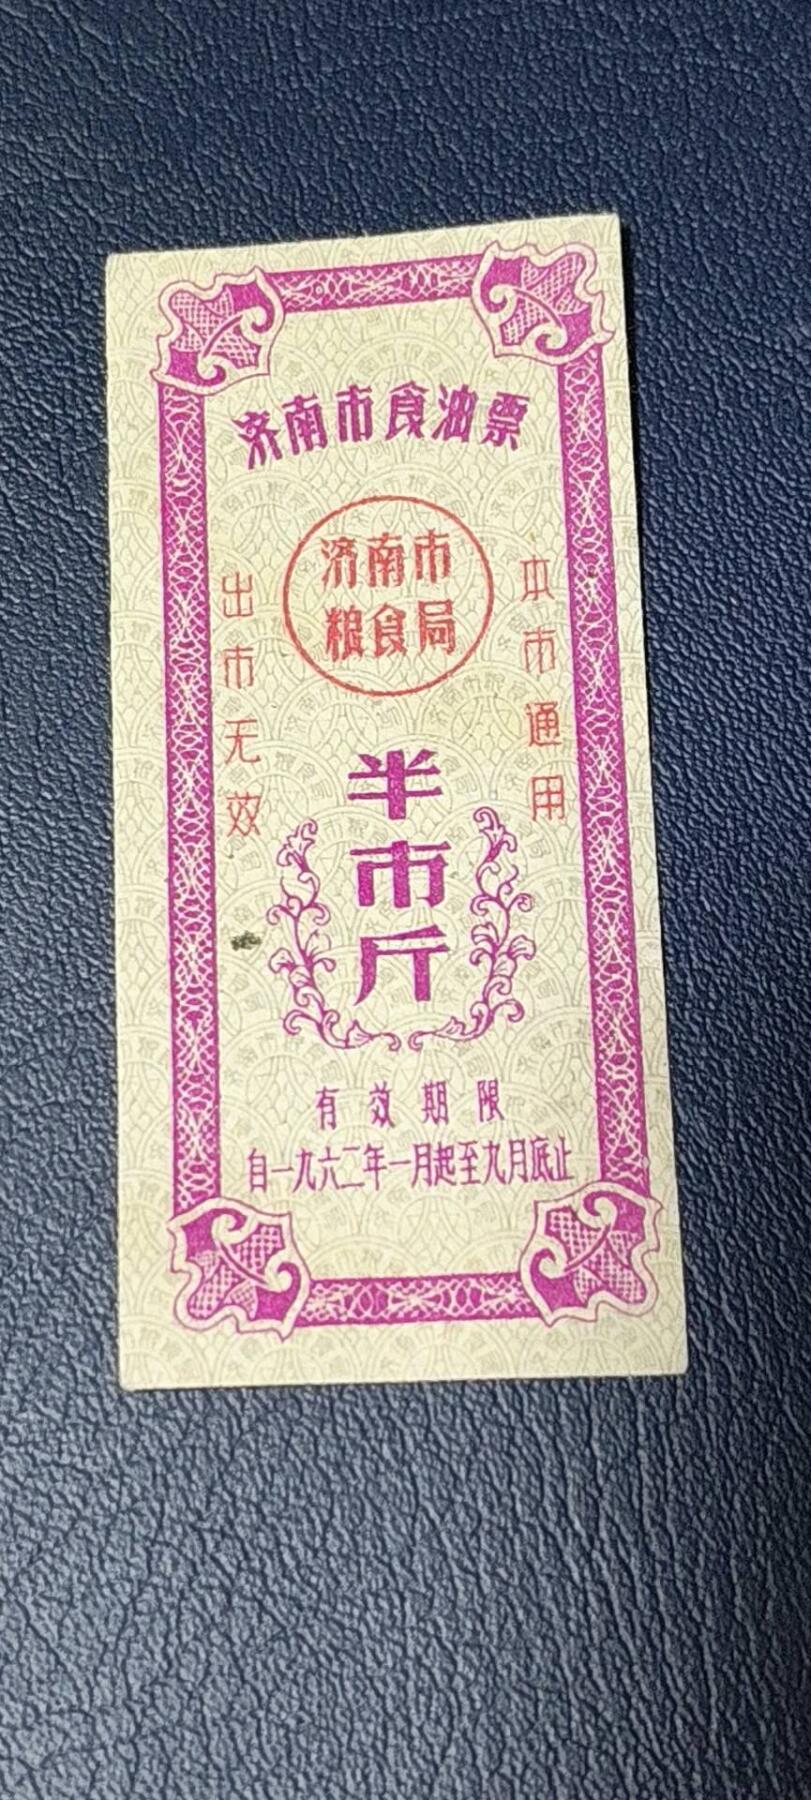 济南市食油票
济南市
粮食局
本市通用
出市无效
半市斤
有效期限
自一九六二年一月起至九月底止